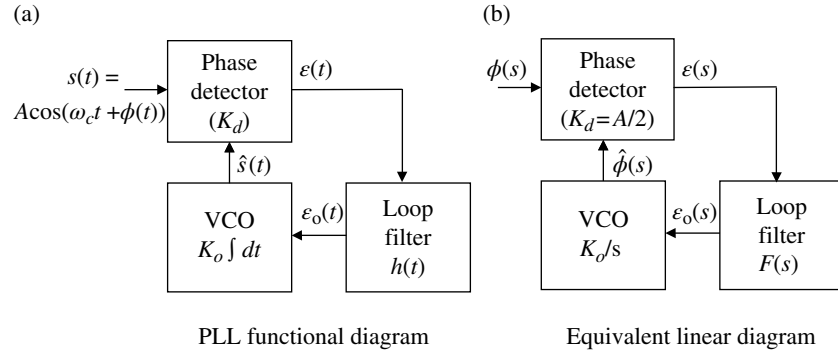 (a)
s(t) =
Acos(ω_c t +ϕ(t))
Phase
detector
(K_d)
ε(t)
ŝ(t)
VCO
K_o ∫ dt
ε_o(t)
Loop
filter
h(t)
PLL functional diagram
(b)
ϕ(s)
Phase
detector
(K_d = A/2)
ε(s)
ϕ̂(s)
VCO
K_o/s
ε_o(s)
Loop
filter
F(s)
Equivalent linear diagram